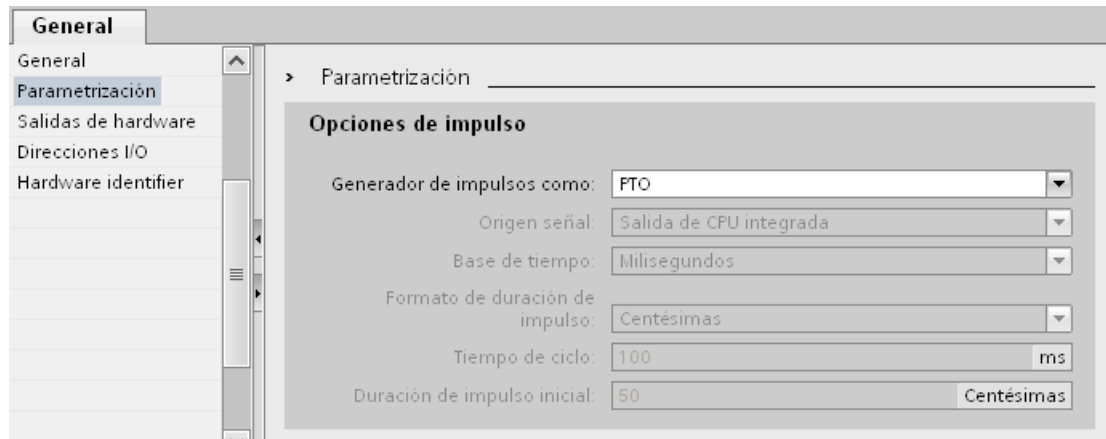 General
General
Parametrización
Salidas de hardware
Direcciones I/O
Hardware identifier
> Parametrización
Opciones de impulso
Generador de impulsos como: PTO
Origen señal: Salida de CPU integrada
Base de tiempo: Milisegundos
Formato de duración de
impulso: Centésimas
Tiempo de ciclo: 100 ms
Duración de impulso inicial: 50 Centésimas